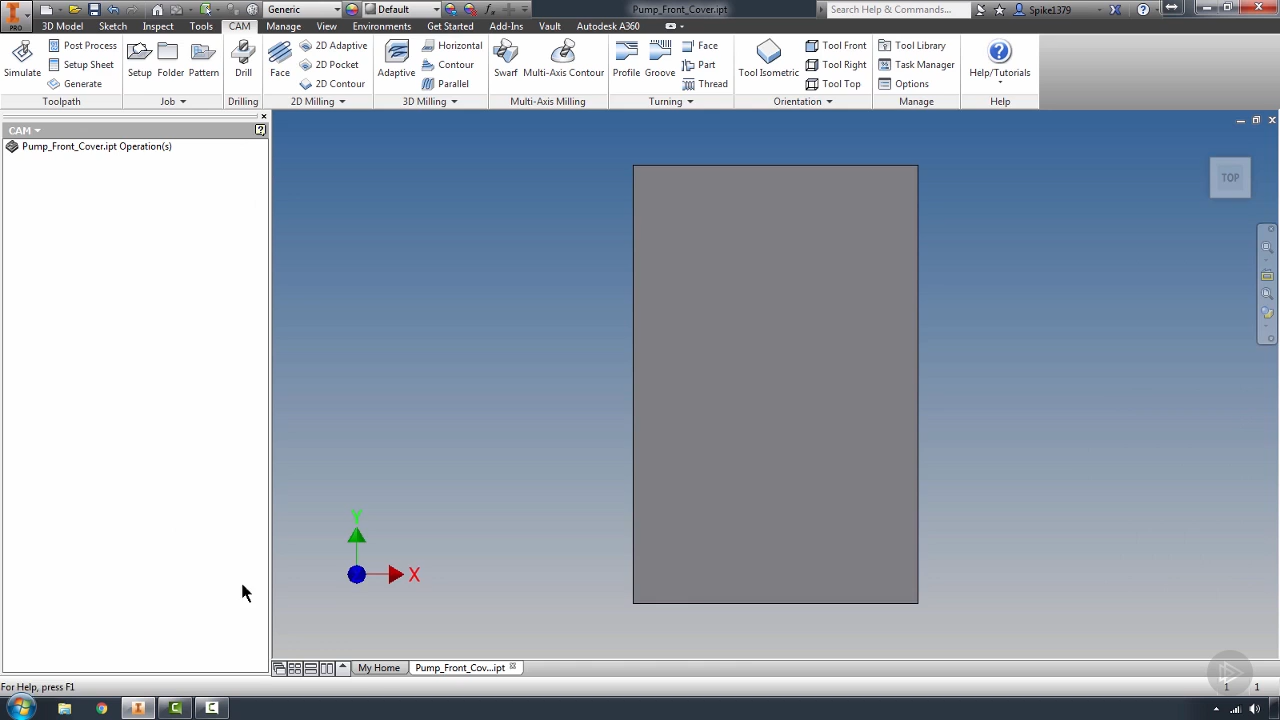 Generic
Default
Pump_Front_Cover.ipt
Search Help & Commands...
Spike1379
PRO
3D Model
Sketch
Inspect
Tools
CAM
Manage
View
Environments
Get Started
Add-Ins
Vault
Autodesk A360
Simulate
Post Process
Setup Sheet
Generate
Toolpath
Setup
Folder
Pattern
Job
Drill
Drilling
Face
2D Adaptive
2D Pocket
2D Contour
2D Milling
Adaptive
Horizontal
Contour
Parallel
3D Milling
Swarf
Multi-Axis Contour
Multi-Axis Milling
Profile
Groove
Face
Part
Thread
Turning
Tool Isometric
Tool Front
Tool Right
Tool Top
Orientation
Tool Library
Task Manager
Options
Manage
Help/Tutorials
Help
CAM
Pump_Front_Cover.ipt Operation(s)
TOP
Y
X
My Home
Pump_Front_Cov...ipt
For Help, press F1
1
1